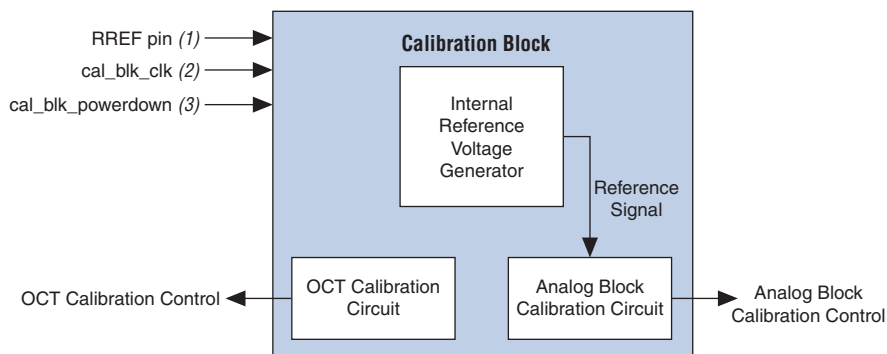 RREF pin (1)
cal_blk_clk (2)
cal_blk_powerdown (3)
Calibration Block
Internal
Reference
Voltage
Generator
Reference
Signal
OCT Calibration Control
OCT Calibration
Circuit
Analog Block
Calibration Circuit
Analog Block
Calibration Control